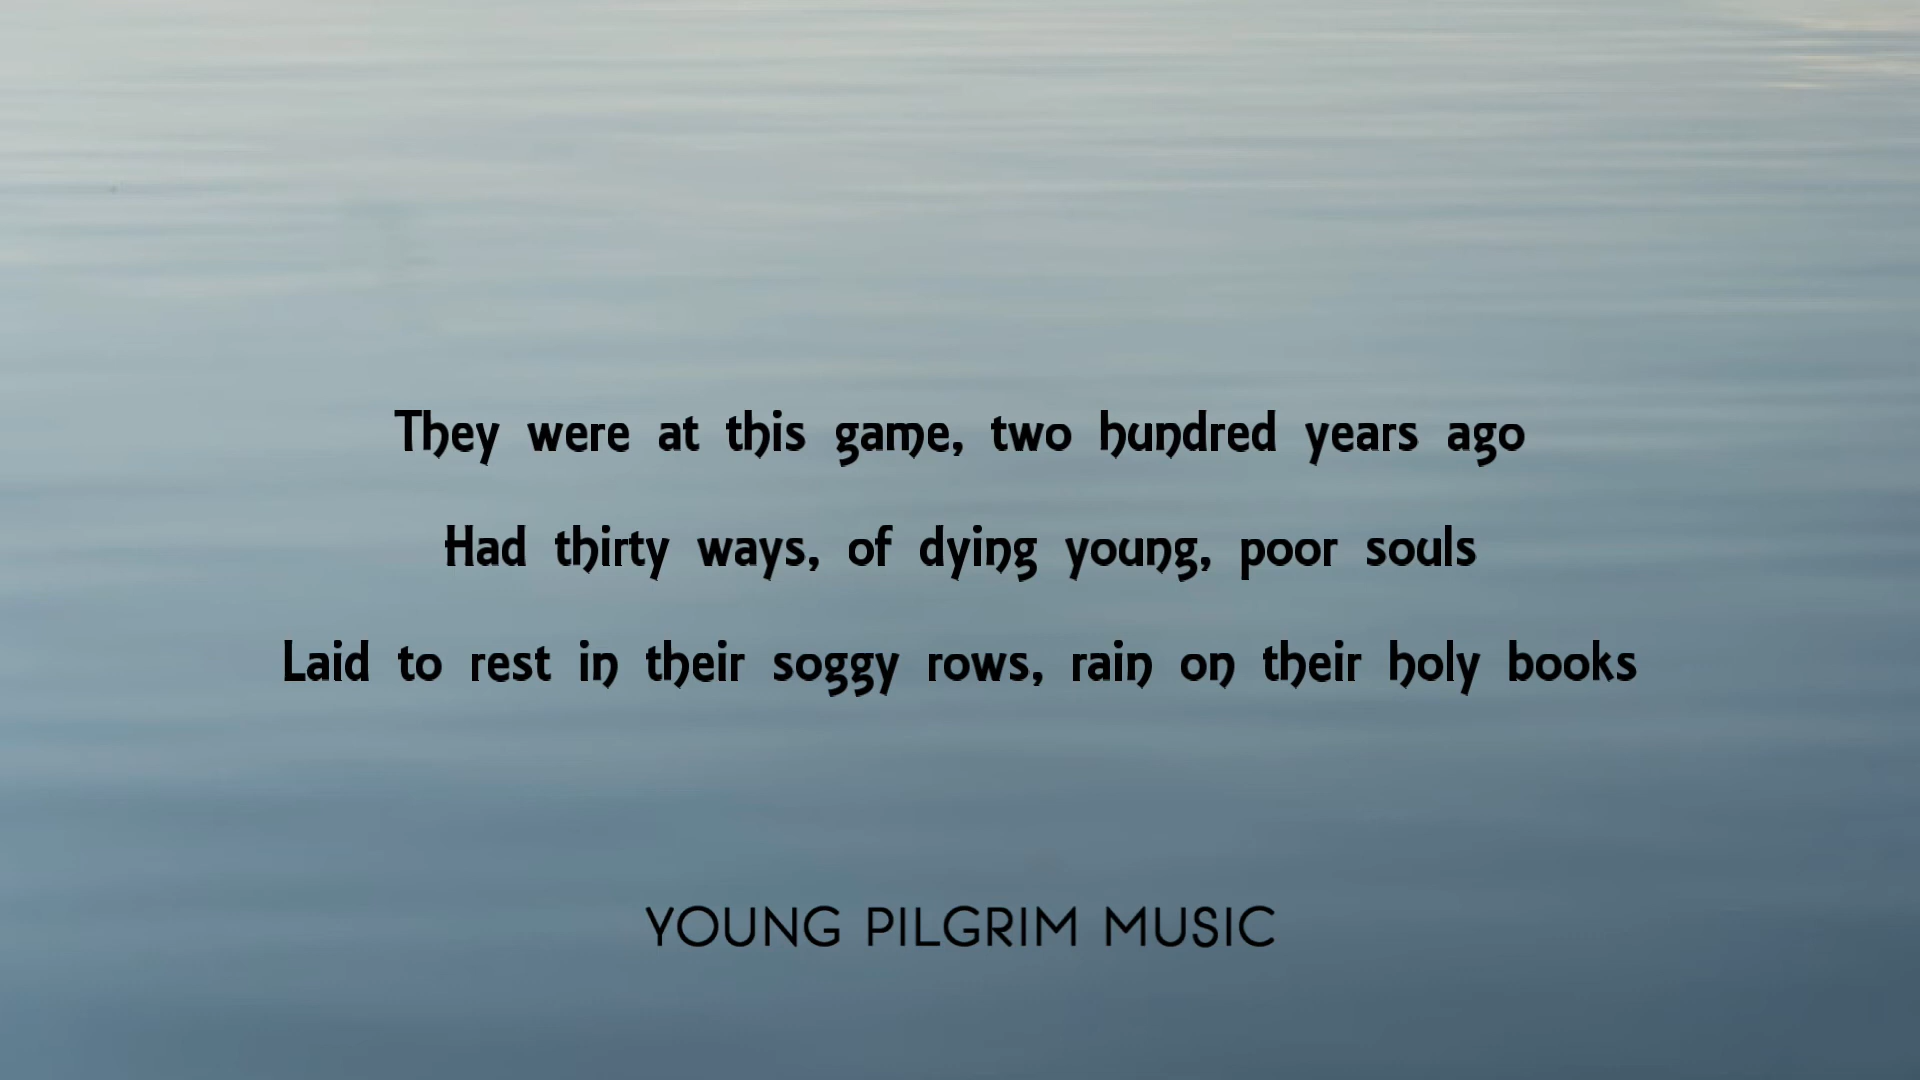 They were at this game, two hundred years ago
Had thirty ways, of dying young, poor souls
Laid to rest in their soggy rows, rain on their holy books
YOUNG PILGRIM MUSIC